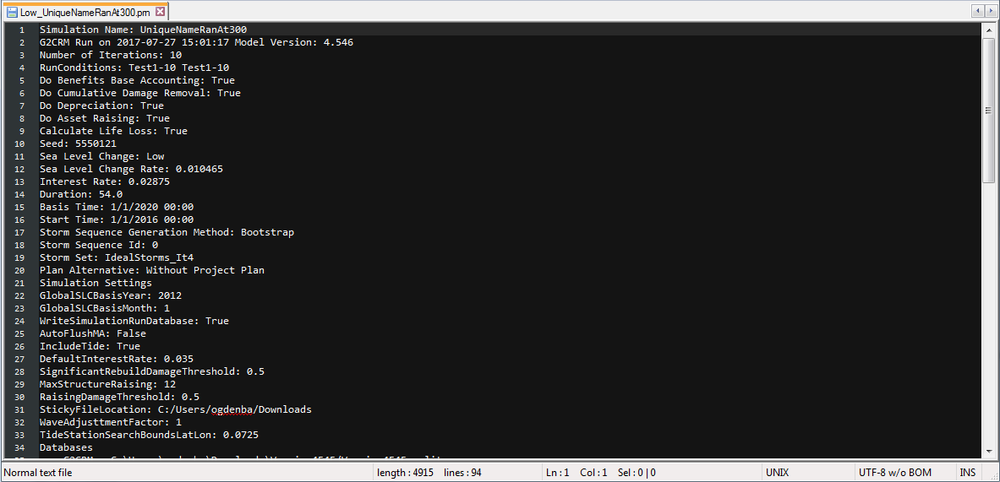 Low_UniqueNameRanAt300.prn
1 Simulation Name: UniqueNameRanAt300
2 G2CRM Run on 2017-07-27 15:01:17 Model Version: 4.546
3 Number of Iterations: 10
4 RunConditions: Test1-10 Test1-10
5 Do Benefits Base Accounting: True
6 Do Cumulative Damage Removal: True
7 Do Depreciation: True
8 Do Asset Raising: True
9 Calculate Life Loss: True
10 Seed: 5550121
11 Sea Level Change: Low
12 Sea Level Change Rate: 0.010465
13 Interest Rate: 0.02875
14 Duration: 54.0
15 Basis Time: 1/1/2020 00:00
16 Start Time: 1/1/2016 00:00
17 Storm Sequence Generation Method: Bootstrap
18 Storm Sequence Id: 0
19 Storm Set: IdealStorms_It4
20 Plan Alternative: Without Project Plan
21 Simulation Settings
22 GlobalSLCBasisYear: 2012
23 GlobalSLCBasisMonth: 1
24 WriteSimulationRunDatabase: True
25 AutoFlushMA: False
26 IncludeTide: True
27 DefaultInterestRate: 0.035
28 SignificantRebuildDamageThreshold: 0.5
29 MaxStructureRaising: 12
30 RaisingDamageThreshold: 0.5
31 StickyFileLocation: C:/Users/ogdenba/Downloads
32 WaveAdjusttmentFactor: 1
33 TideStationSearchBoundsLatLon: 0.0725
34 Databases
Normal text file length : 4915 lines : 94 Ln : 1 Col : 1 Sel : 0 | 0 UNIX UTF-8 w/o BOM INS